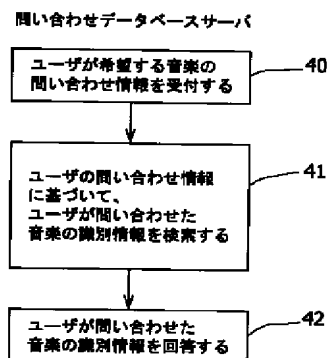 問い合わせデータベースサーバ
ユーザが希望する音楽の
問い合わせ情報を受付する
40
ユーザの問い合わせ情報
に基づいて、
ユーザが問い合わせた
音楽の識別情報を検索する
41
ユーザが問い合わせた
音楽の識別情報を回答する
42